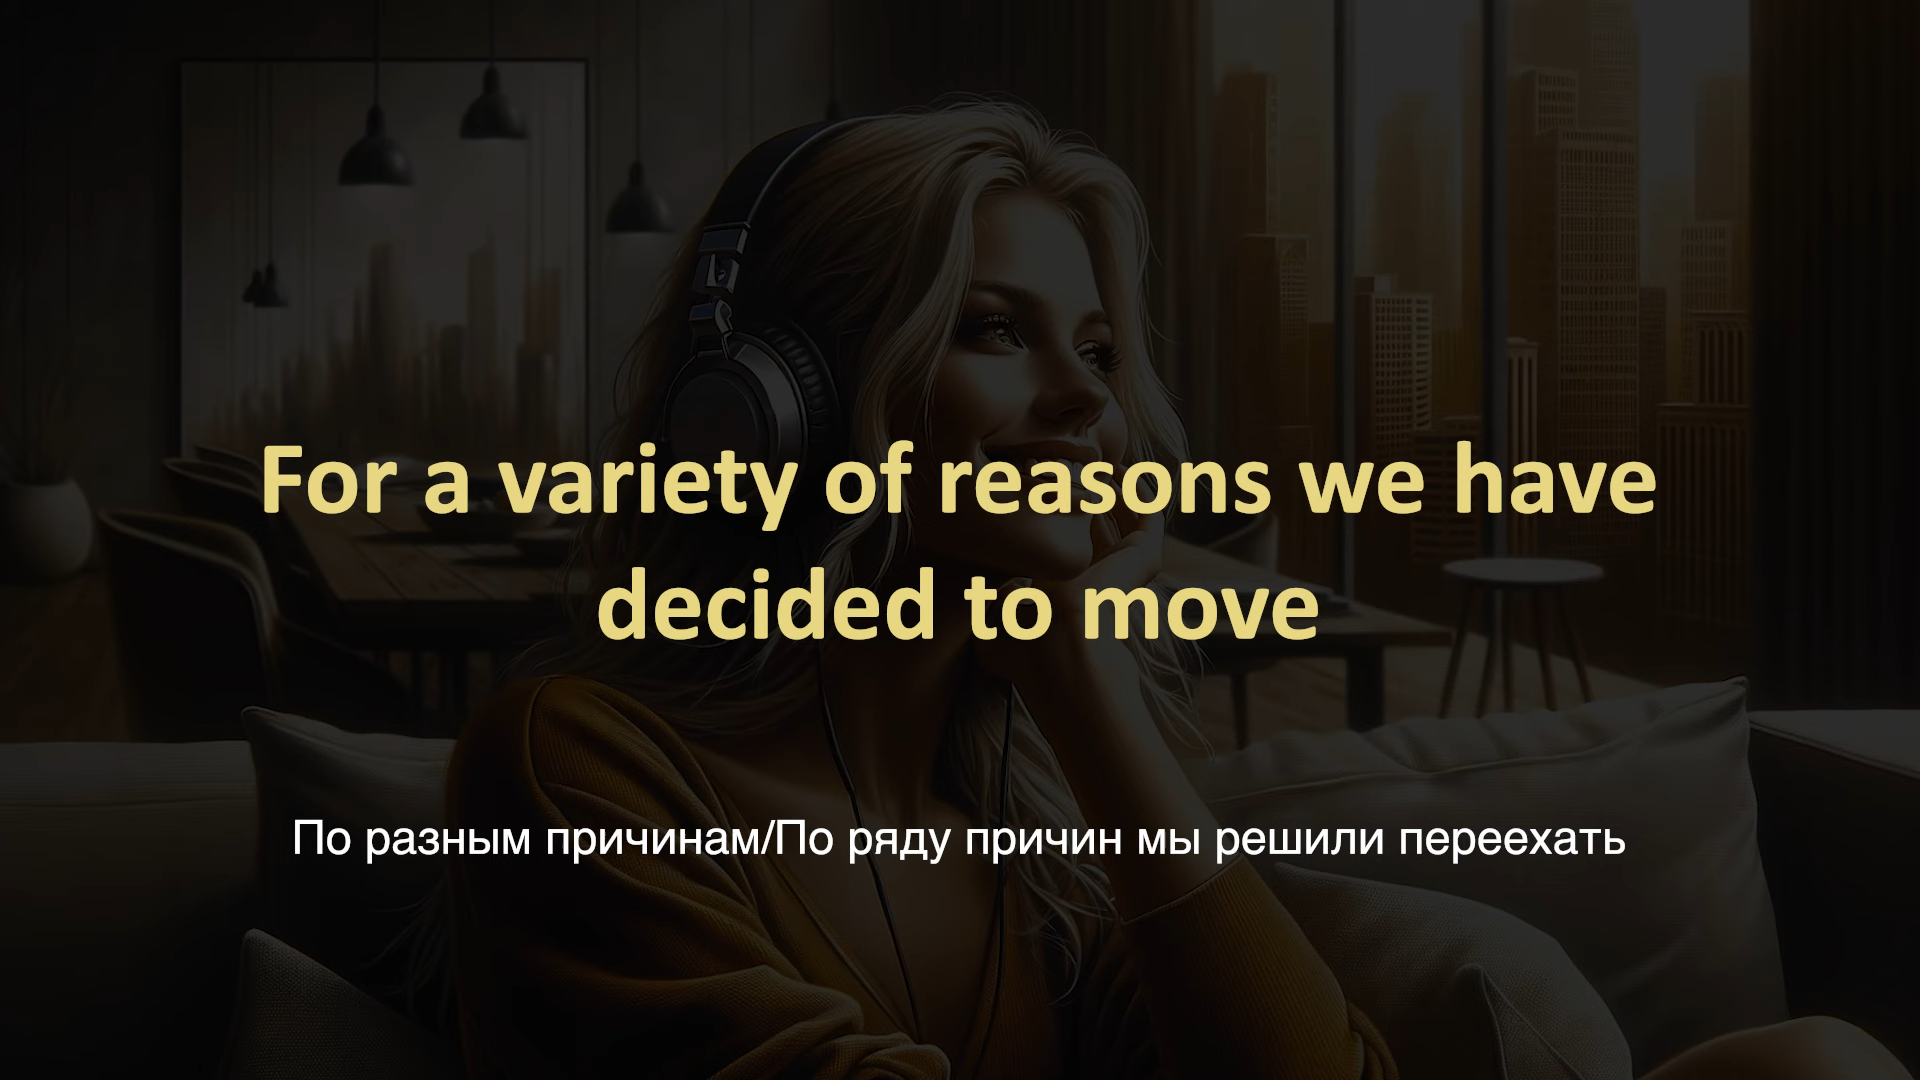 For a variety of reasons we have
decided to move
По разным причинам/По ряду причин мы решили переехать